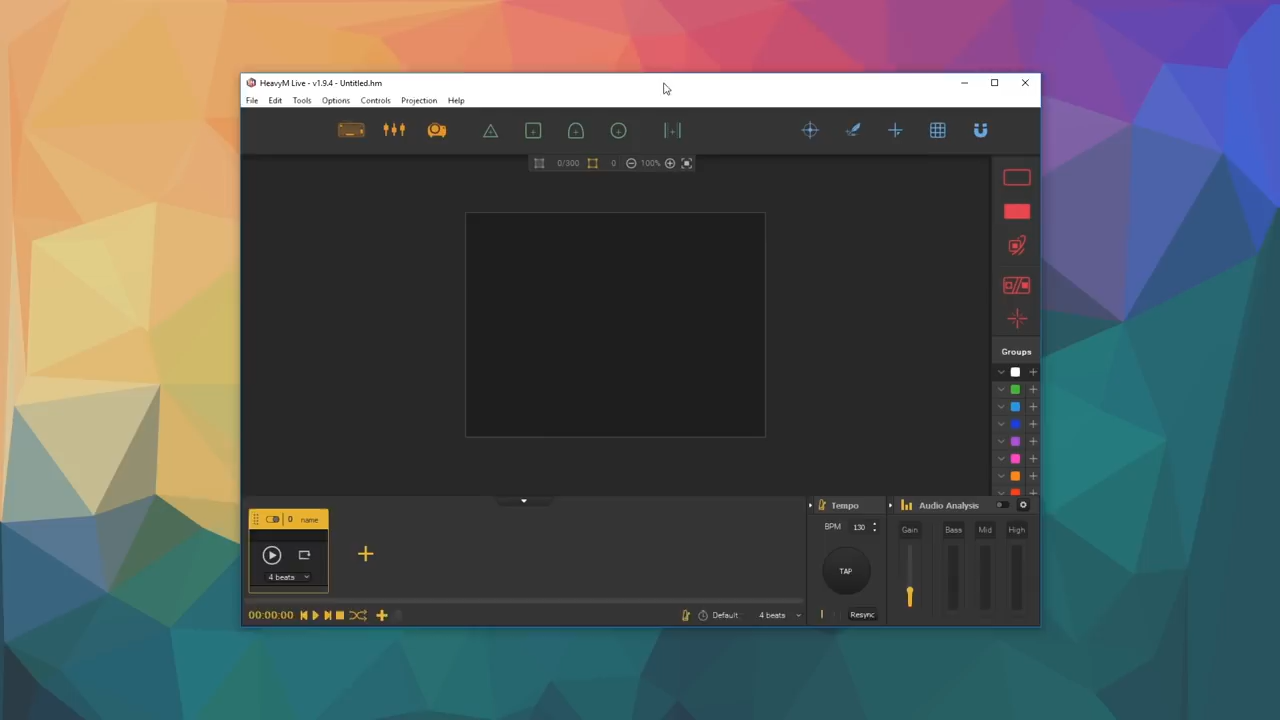 HeavyM Live - v1.9.4 - Untitled.hm
File Edit Tools Options Controls Projection Help
0/300 0 100%
Groups
0 name
4 beats
Tempo
BPM 130
TAP
Resync
Audio Analysis
Gain Bass Mid High
00:00:00
Default 4 beats